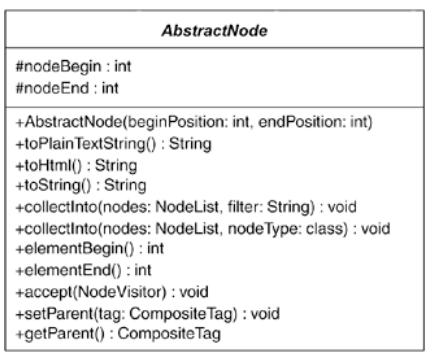 AbstractNode
#nodeBegin : int
#nodeEnd : int
+AbstractNode(beginPosition: int, endPosition: int)
+toPlainTextString() : String
+toHtml() : String
+toString() : String
+collectInto(nodes: NodeList, filter: String) : void
+collectInto(nodes: NodeList, nodeType: class) : void
+elementBegin() : int
+elementEnd() : int
+accept(NodeVisitor) : void
+setParent(tag: CompositeTag) : void
+getParent() : CompositeTag